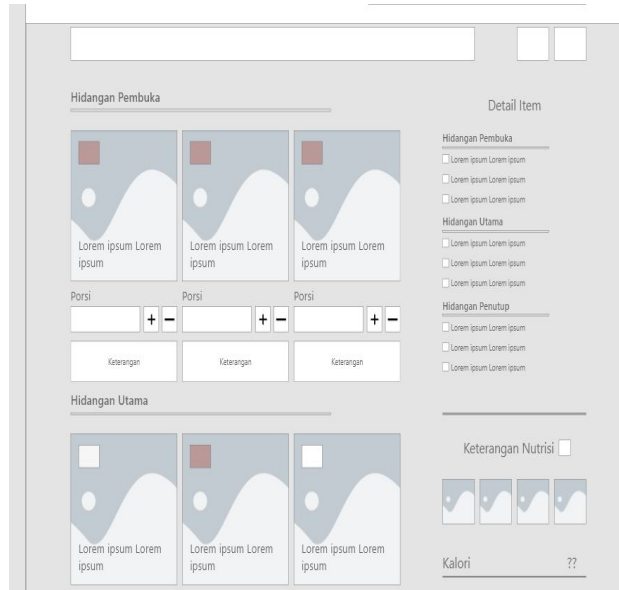 Hidangan Pembuka
Lorem ipsum Lorem
ipsum
Lorem ipsum Lorem
ipsum
Lorem ipsum Lorem
ipsum
Porsi
Porsi
Porsi
+ −
+ −
+ −
Keterangan
Keterangan
Keterangan
Hidangan Utama
Lorem ipsum Lorem
ipsum
Lorem ipsum Lorem
ipsum
Lorem ipsum Lorem
ipsum
Detail Item
Hidangan Pembuka
Lorem ipsum Lorem ipsum
Lorem ipsum Lorem ipsum
Lorem ipsum Lorem ipsum
Hidangan Utama
Lorem ipsum Lorem ipsum
Lorem ipsum Lorem ipsum
Lorem ipsum Lorem ipsum
Hidangan Penutup
Lorem ipsum Lorem ipsum
Lorem ipsum Lorem ipsum
Lorem ipsum Lorem ipsum
Keterangan Nutrisi
Kalori ??